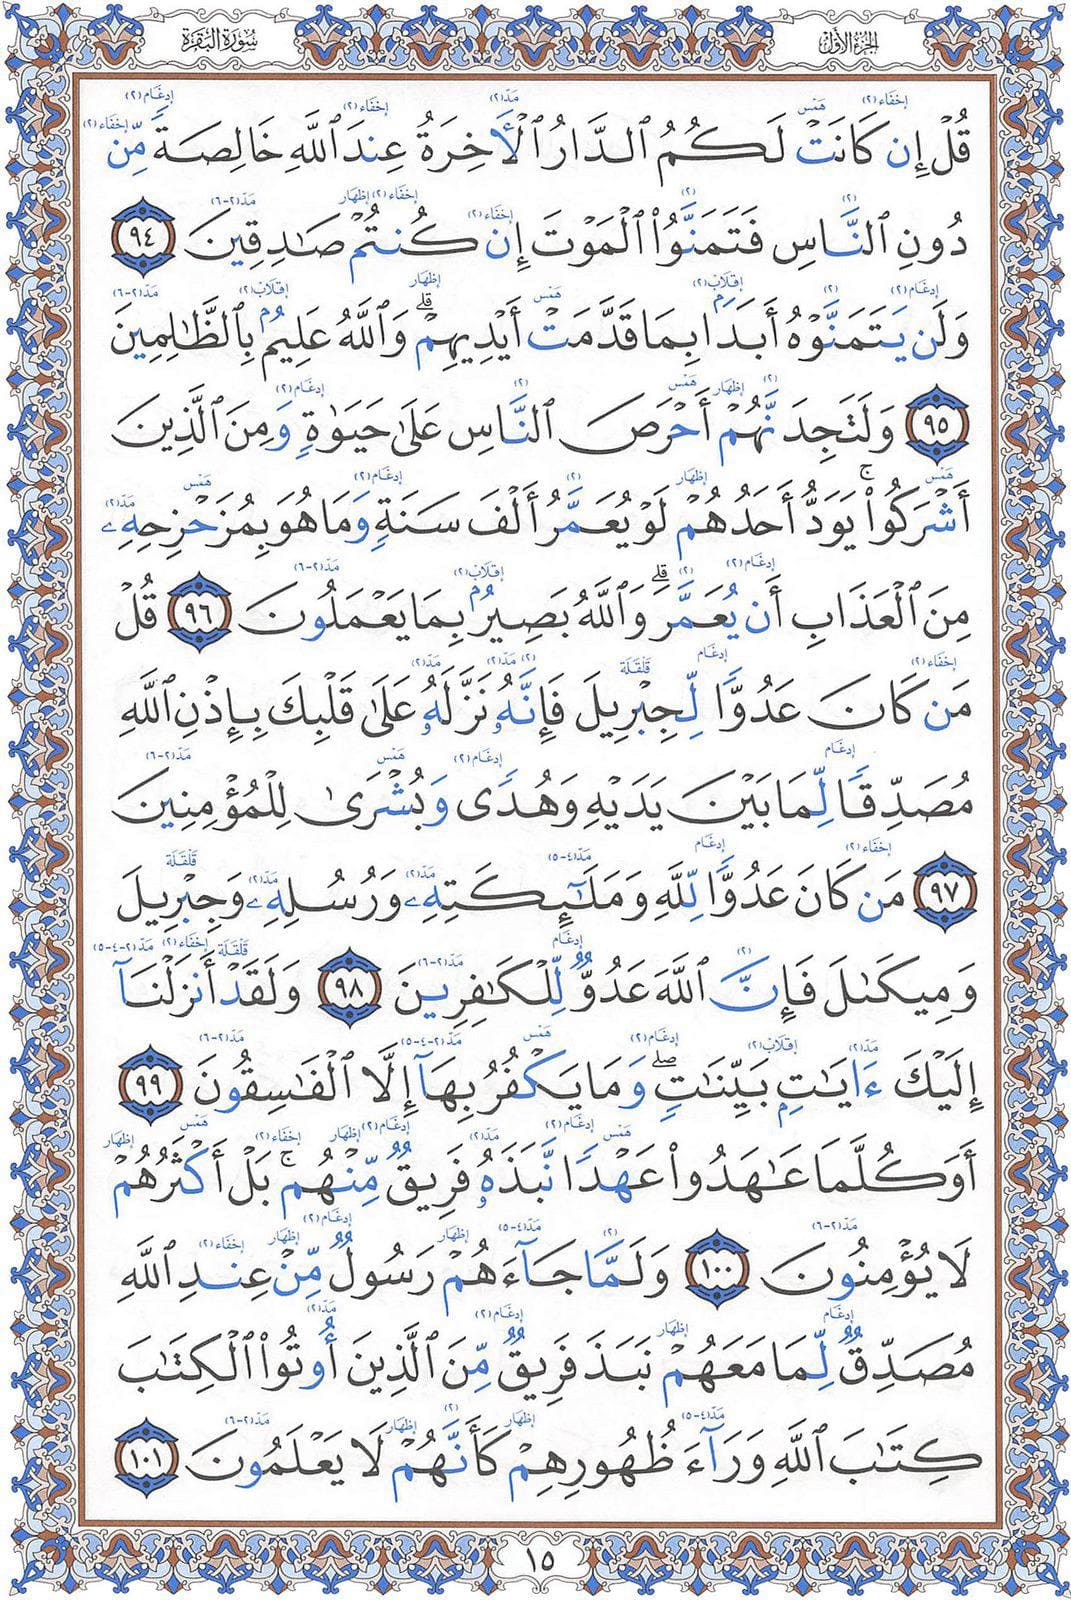 الجزء الأول
سورة البقرة
قُلْ إِن كَانَتْ لَكُمُ ٱلدَّارُ ٱلْأَخِرَةُ عِندَ ٱللَّهِ خَالِصَةً مِّن
دُونِ ٱلنَّاسِ فَتَمَنَّوُا۟ ٱلْمَوْتَ إِن كُنتُمْ صَـٰدِقِينَ ٩٤
وَلَن يَتَمَنَّوْهُ أَبَدَۢا بِمَا قَدَّمَتْ أَيْدِيهِمْ ۗ وَٱللَّهُ عَلِيمُۢ بِٱلظَّـٰلِمِينَ
٩٥ وَلَتَجِدَنَّهُمْ أَحْرَصَ ٱلنَّاسِ عَلَىٰ حَيَوٰةٍ وَمِنَ ٱلَّذِينَ
أَشْرَكُوا۟ ۚ يَوَدُّ أَحَدُهُمْ لَوْ يُعَمَّرُ أَلْفَ سَنَةٍ وَمَا هُوَ بِمُزَحْزِحِهِۦ
مِنَ ٱلْعَذَابِ أَن يُعَمَّرَ ۗ وَٱللَّهُ بَصِيرُۢ بِمَا يَعْمَلُونَ ٩٦ قُلْ
مَن كَانَ عَدُوًّا لِّجِبْرِيلَ فَإِنَّهُۥ نَزَّلَهُۥ عَلَىٰ قَلْبِكَ بِإِذْنِ ٱللَّهِ
مُصَدِّقًا لِّمَا بَيْنَ يَدَيْهِ وَهُدًى وَبُشْرَىٰ لِلْمُؤْمِنِينَ
٩٧ مَن كَانَ عَدُوًّا لِّلَّهِ وَمَلَـٰٓئِكَتِهِۦ وَرُسُلِهِۦ وَجِبْرِيلَ
وَمِيكَىٰلَ فَإِنَّ ٱللَّهَ عَدُوٌّ لِّلْكَـٰفِرِينَ ٩٨ وَلَقَدْ أَنزَلْنَآ
إِلَيْكَ ءَايَـٰتِۭ بَيِّنَـٰتٍ ۖ وَمَا يَكْفُرُ بِهَآ إِلَّا ٱلْفَـٰسِقُونَ ٩٩
أَوَكُلَّمَا عَـٰهَدُوا۟ عَهْدًا نَّبَذَهُۥ فَرِيقٌ مِّنْهُم ۚ بَلْ أَكْثَرُهُمْ
لَا يُؤْمِنُونَ ١٠٠ وَلَمَّا جَآءَهُمْ رَسُولٌ مِّنْ عِندِ ٱللَّهِ
مُصَدِّقٌ لِّمَا مَعَهُمْ نَبَذَ فَرِيقٌ مِّنَ ٱلَّذِينَ أُوتُوا۟ ٱلْكِتَـٰبَ
كِتَـٰبَ ٱللَّهِ وَرَآءَ ظُهُورِهِمْ كَأَنَّهُمْ لَا يَعْلَمُونَ ١٠١
١٥